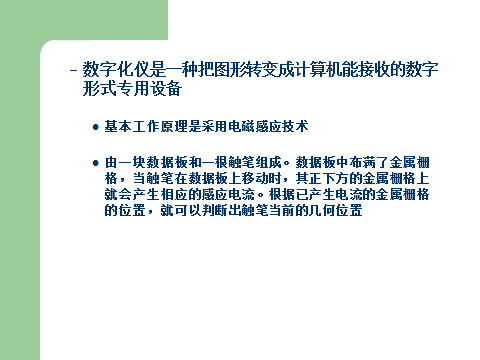 – 数字化仪是一种把图形转变成计算机能接收的数字
形式专用设备
● 基本工作原理是采用电磁感应技术
● 由一块数据板和一根触笔组成。数据板中布满了金属栅
格，当触笔在数据板上移动时，其正下方的金属栅格上
就会产生相应的感应电流。根据已产生电流的金属栅格
的位置，就可以判断出触笔当前的几何位置